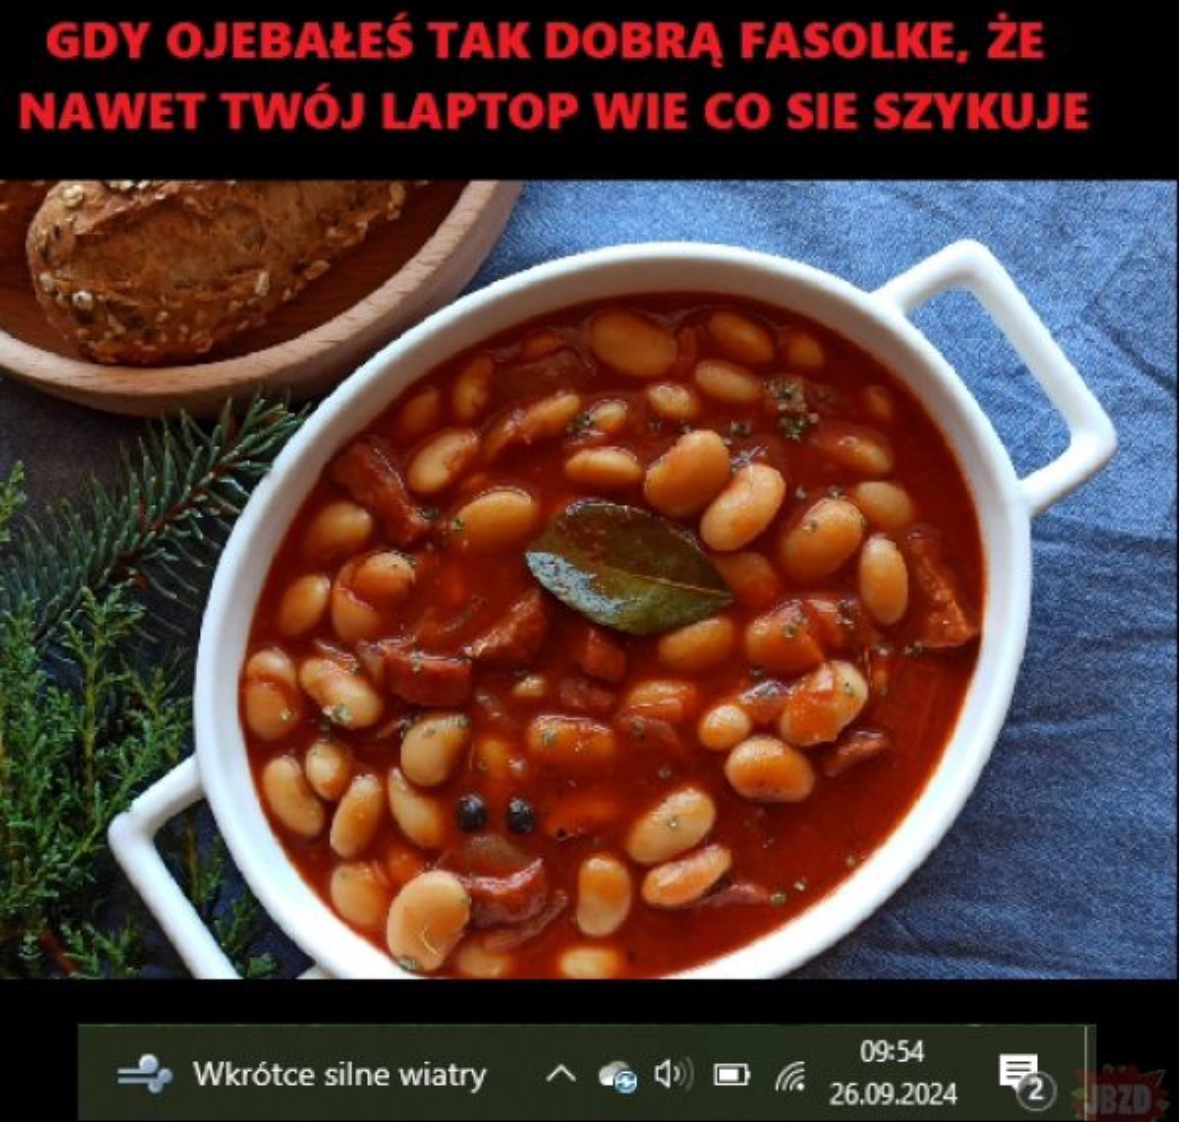 GDY OJEBAŁEŚ TAK DOBRĄ FASOLKE, ŻE
NAWET TWÓJ LAPTOP WIE CO SIE SZYKUJE
Wkrótce silne wiatry
09:54
26.09.2024
2
JBZD